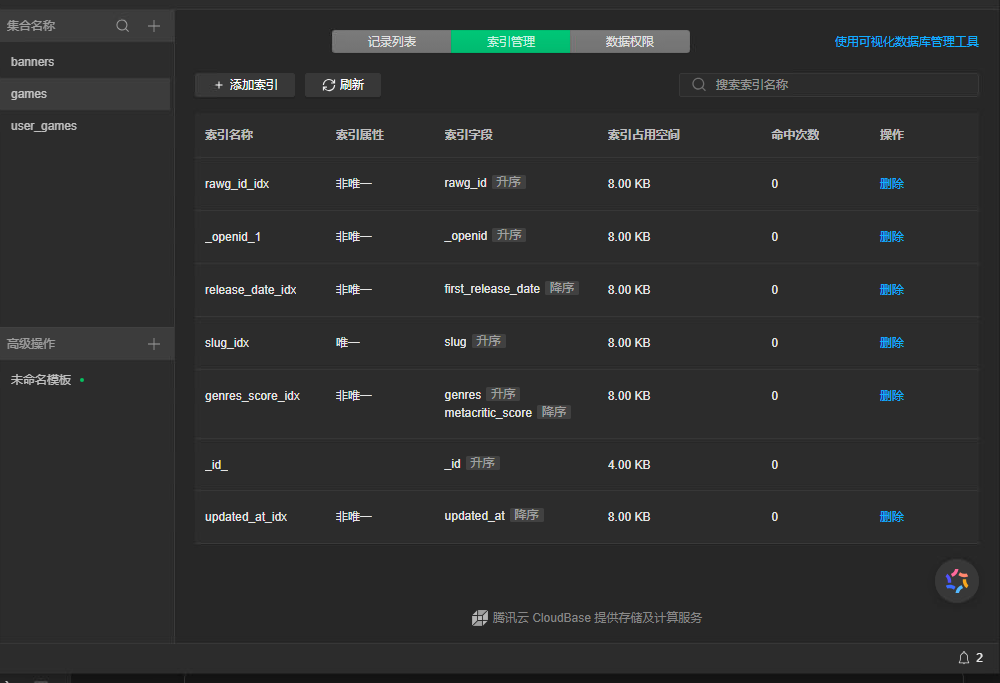 集合名称
banners
games
user_games
高级操作
未命名模板
记录列表 索引管理 数据权限 使用可视化数据库管理工具
+ 添加索引 刷新 搜索索引名称
索引名称 索引属性 索引字段 索引占用空间 命中次数 操作
rawg_id_idx 非唯一 rawg_id 升序 8.00 KB 0 删除
_openid_1 非唯一 _openid 升序 8.00 KB 0 删除
release_date_idx 非唯一 first_release_date 降序 8.00 KB 0 删除
slug_idx 唯一 slug 升序 8.00 KB 0 删除
genres_score_idx 非唯一 genres 升序 8.00 KB 0 删除
metacritic_score 降序
_id_ _id 升序 4.00 KB 0
updated_at_idx 非唯一 updated_at 降序 8.00 KB 0 删除
腾讯云 CloudBase 提供存储及计算服务
2